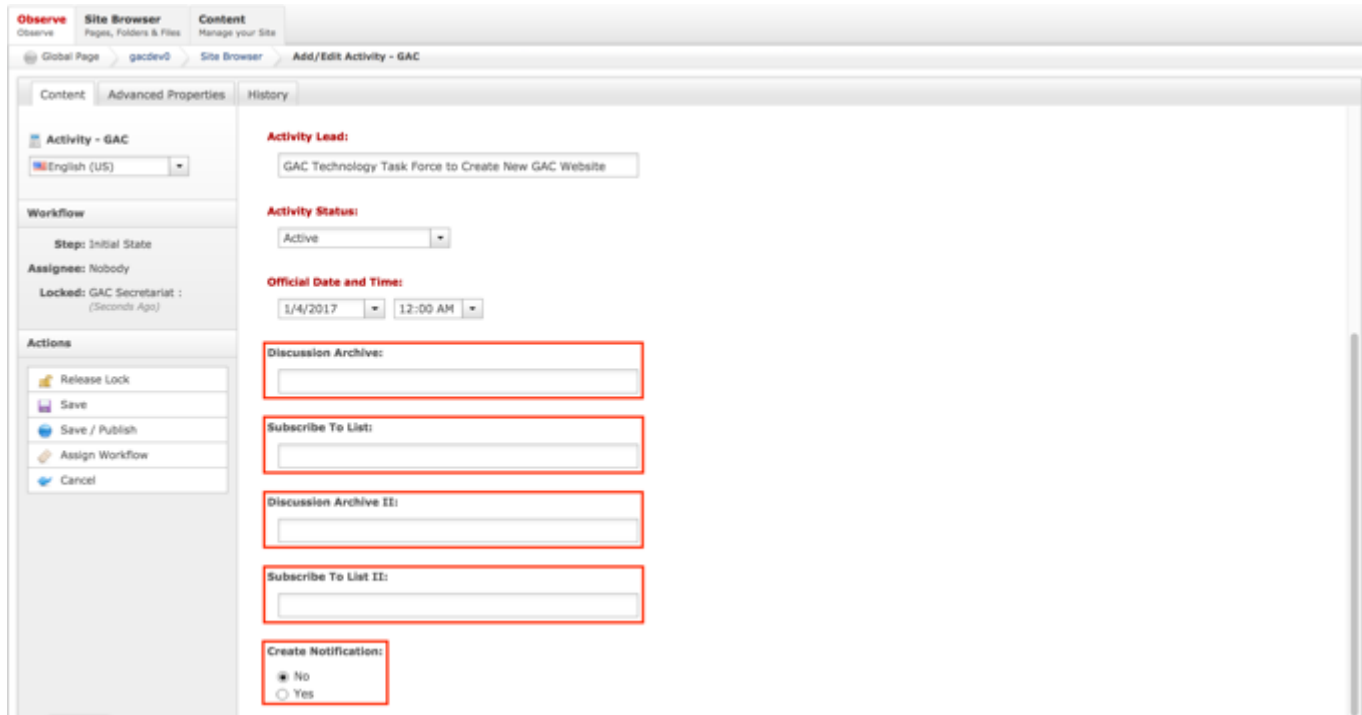 Observe Site Browser Content
Observe Pages, Folders & Files Manage your Site
Global Page gacdev0 Site Browser Add/Edit Activity - GAC
Content Advanced Properties History
Activity - GAC
English (US)
Workflow
Step: Initial State
Assignee: Nobody
Locked: GAC Secretariat :
(Seconds Ago)
Actions
Release Lock
Save
Save / Publish
Assign Workflow
Cancel
Activity Lead:
GAC Technology Task Force to Create New GAC Website
Activity Status:
Active
Official Date and Time:
1/4/2017 12:00 AM
Discussion Archive:
Subscribe To List:
Discussion Archive II:
Subscribe To List II:
Create Notification:
No
Yes